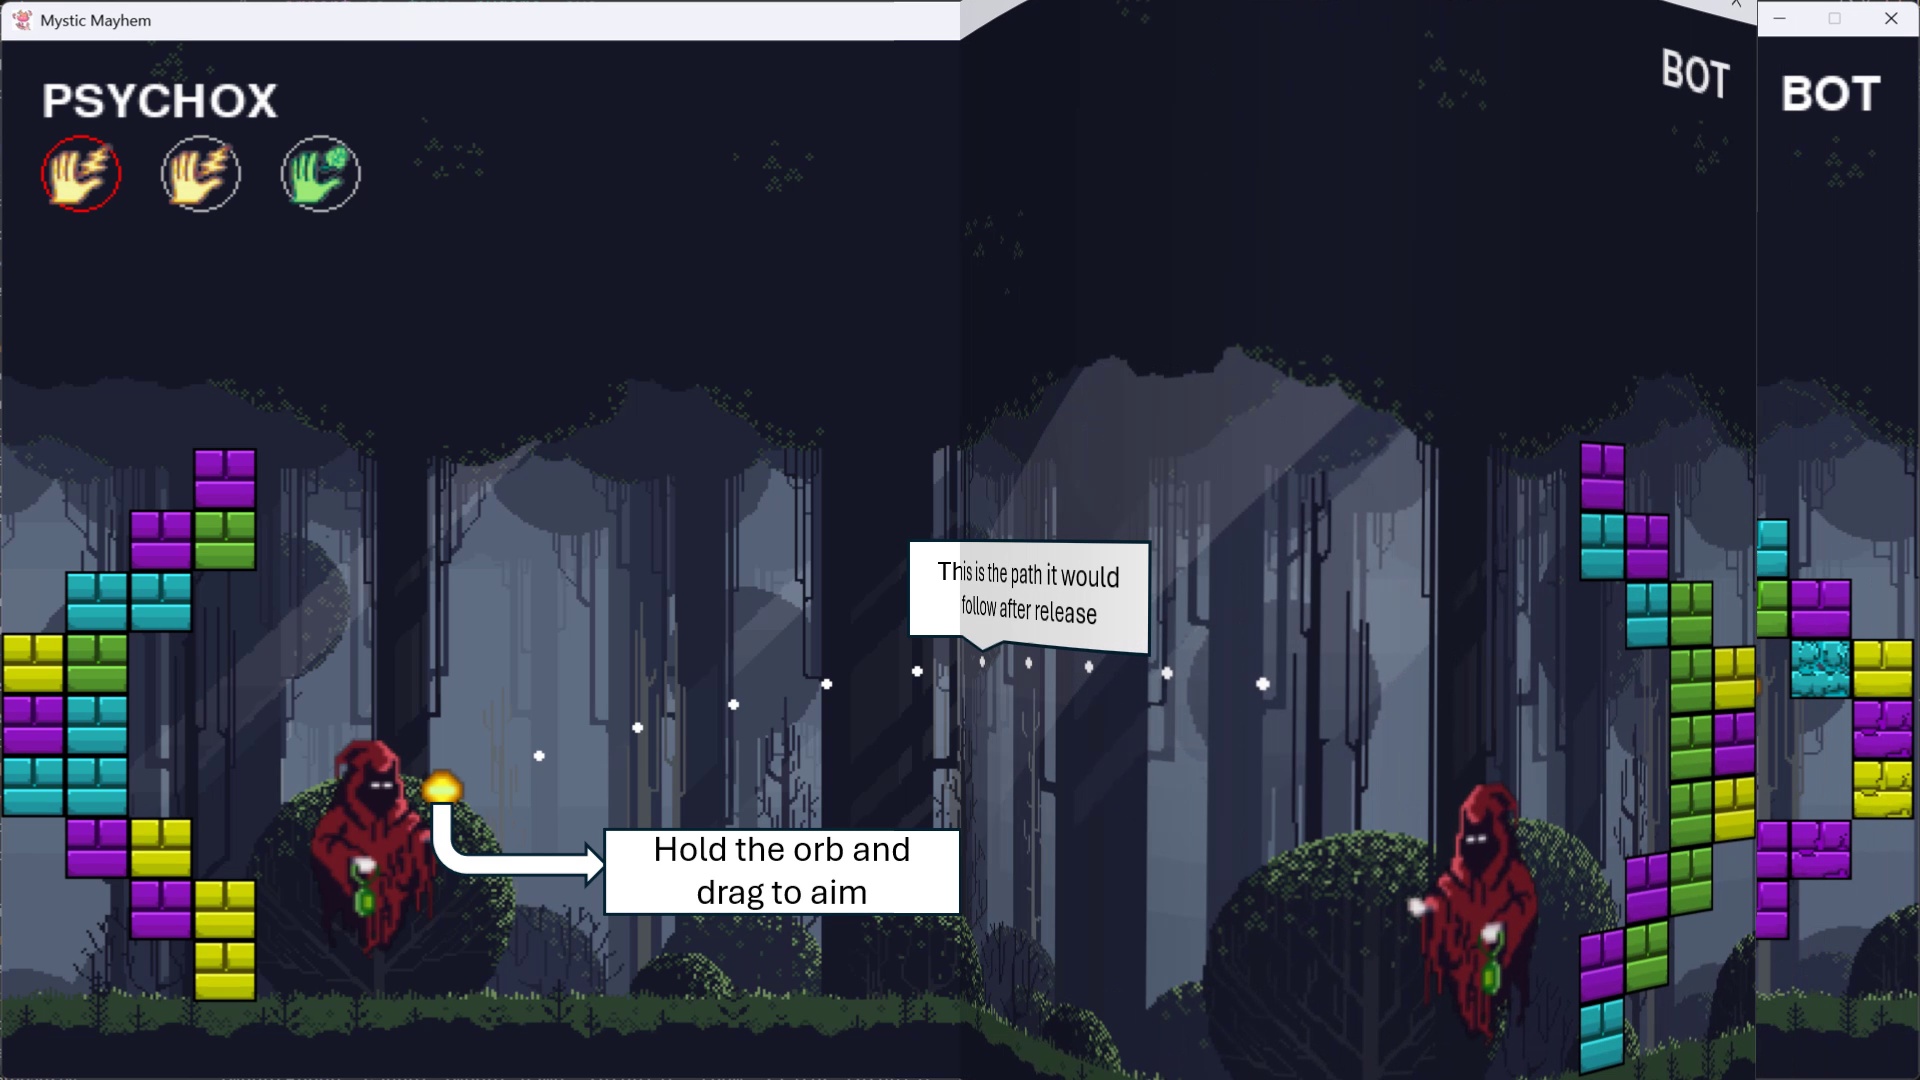 Mystic Mayhem
PSYCHOX
BOT
BOT
This is the path it would
follow after release
Hold the orb and
drag to aim